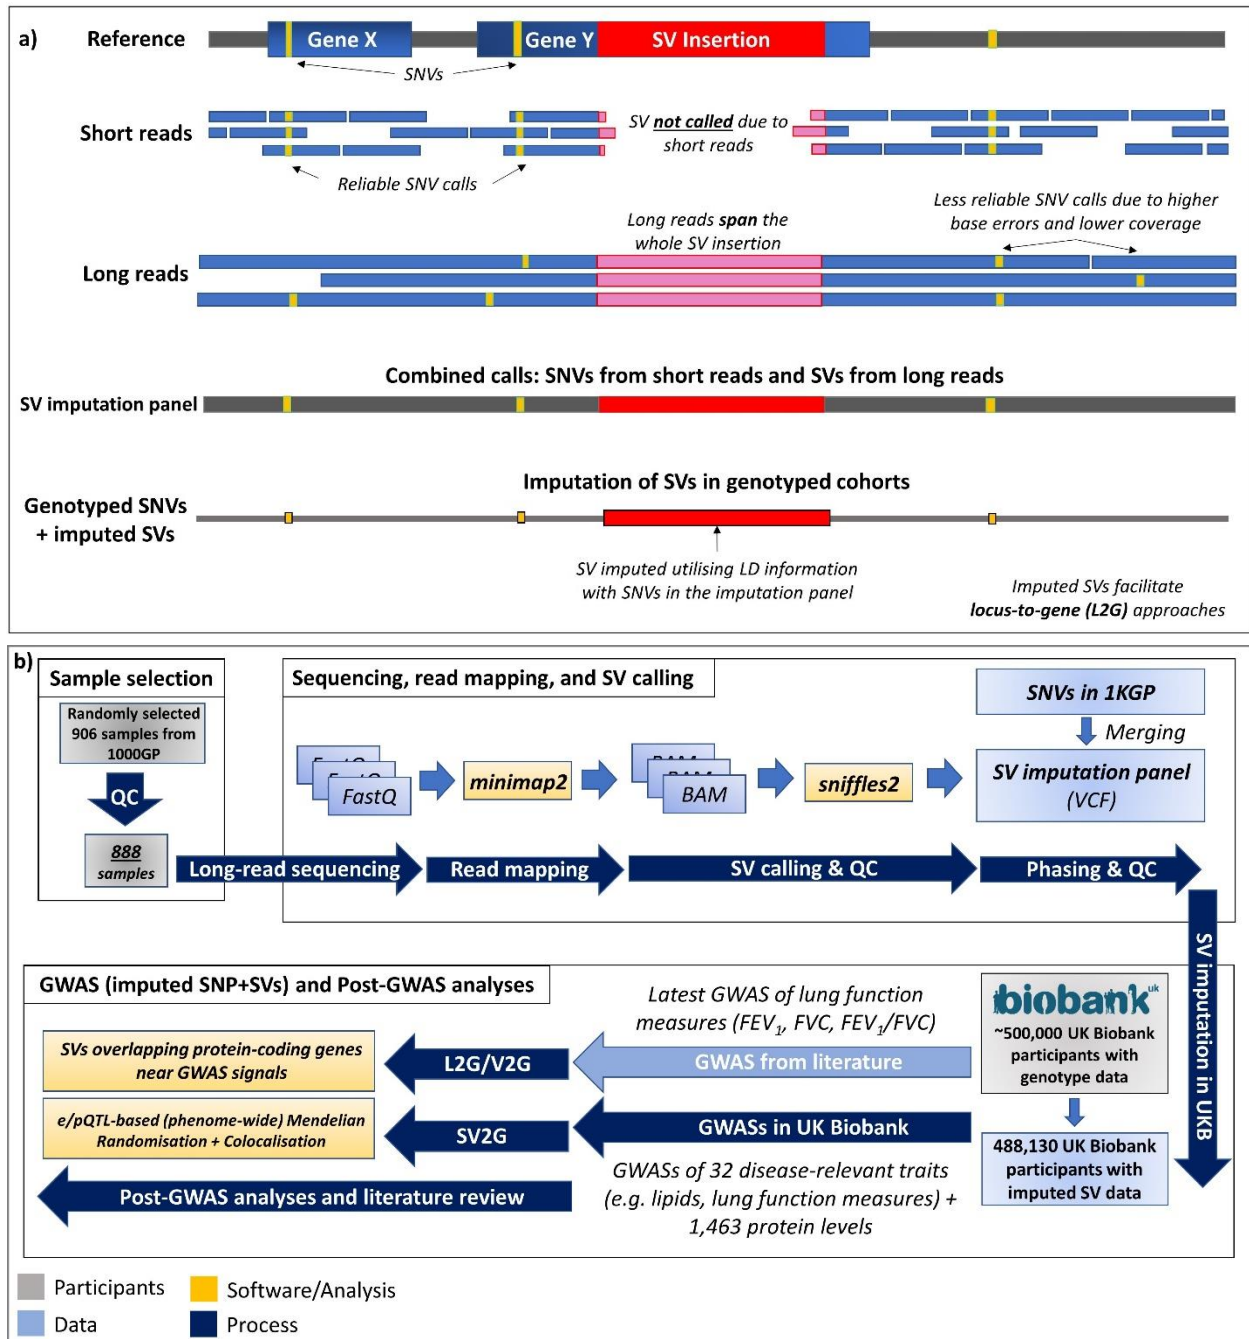 a)
Reference
Gene X
Gene Y
SV Insertion
SNVs
Short reads
SV not called due to
short reads
Reliable SNV calls
Long reads span the
whole SV insertion
Less reliable SNV calls due to higher
base errors and lower coverage
Long reads
Combined calls: SNVs from short reads and SVs from long reads
SV imputation panel
Imputation of SVs in genotyped cohorts
Genotyped SNVs
+ imputed SVs
SV imputed utilising LD information
with SNVs in the imputation panel
Imputed SVs facilitate
locus-to-gene (L2G) approaches
b)
Sample selection
Randomly selected
906 samples from
1000GP
QC
888
samples
Sequencing, read mapping, and SV calling
SNVs in 1KGP
Merging
FastQ
FastQ
FastQ
minimap2
BAM
BAM
BAM
sniffles2
SV imputation panel
(VCF)
Long-read sequencing
Read mapping
SV calling & QC
Phasing & QC
SV imputation in UKB
GWAS (imputed SNP+SVs) and Post-GWAS analyses
Latest GWAS of lung function
measures (FEV1, FVC, FEV1/FVC)
biobank uk
~500,000 UK Biobank
participants with
genotype data
SVs overlapping protein-coding genes
near GWAS signals
L2G/V2G
GWAS from literature
e/pQTL-based (phenome-wide) Mendelian
Randomisation + Colocalisation
SV2G
GWASs in UK Biobank
488,130 UK Biobank
participants with
imputed SV data
Post-GWAS analyses and literature review
GWASs of 32 disease-relevant traits
(e.g. lipids, lung function measures) +
1,463 protein levels
Participants
Software/Analysis
Data
Process